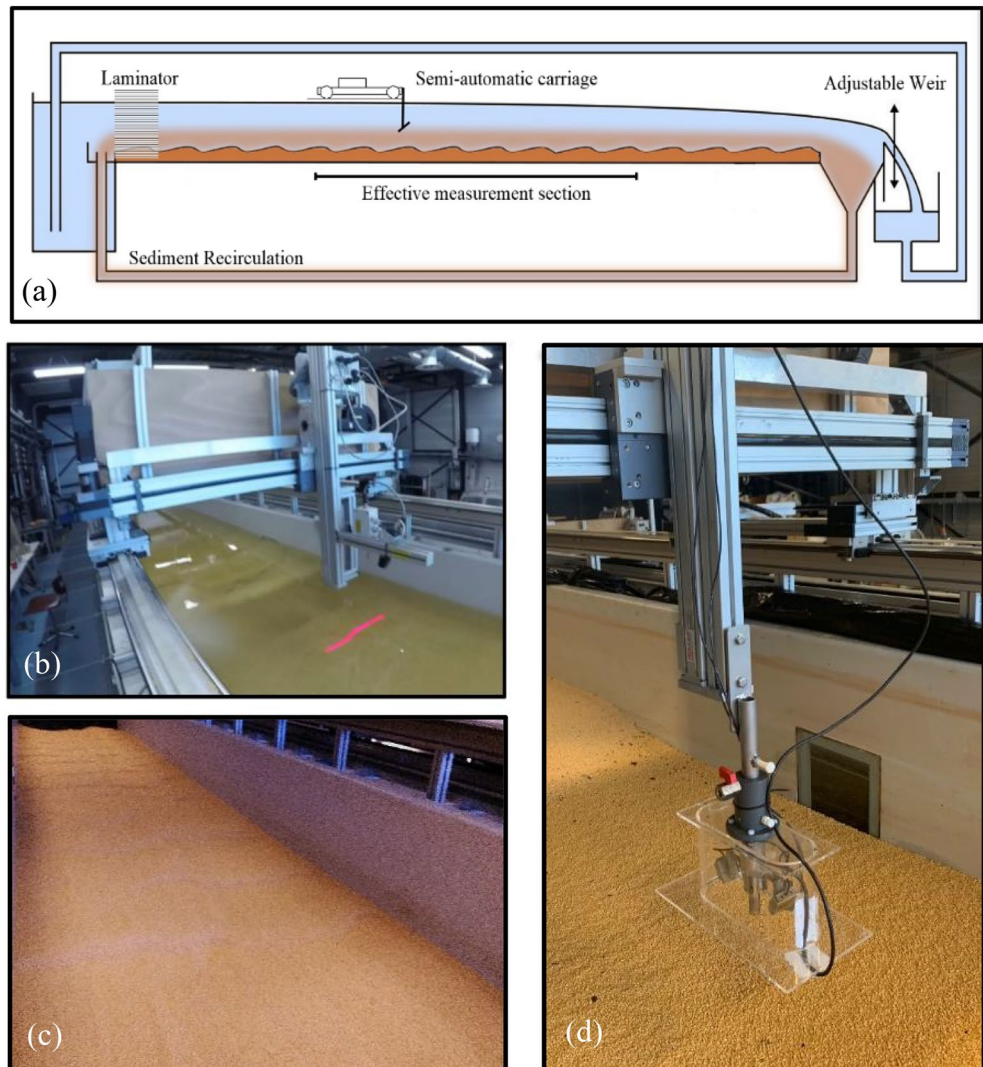 Laminator
Semi-automatic carriage
Adjustable Weir
Effective measurement section
Sediment Recirculation
(a)
(b)
(c)
(d)